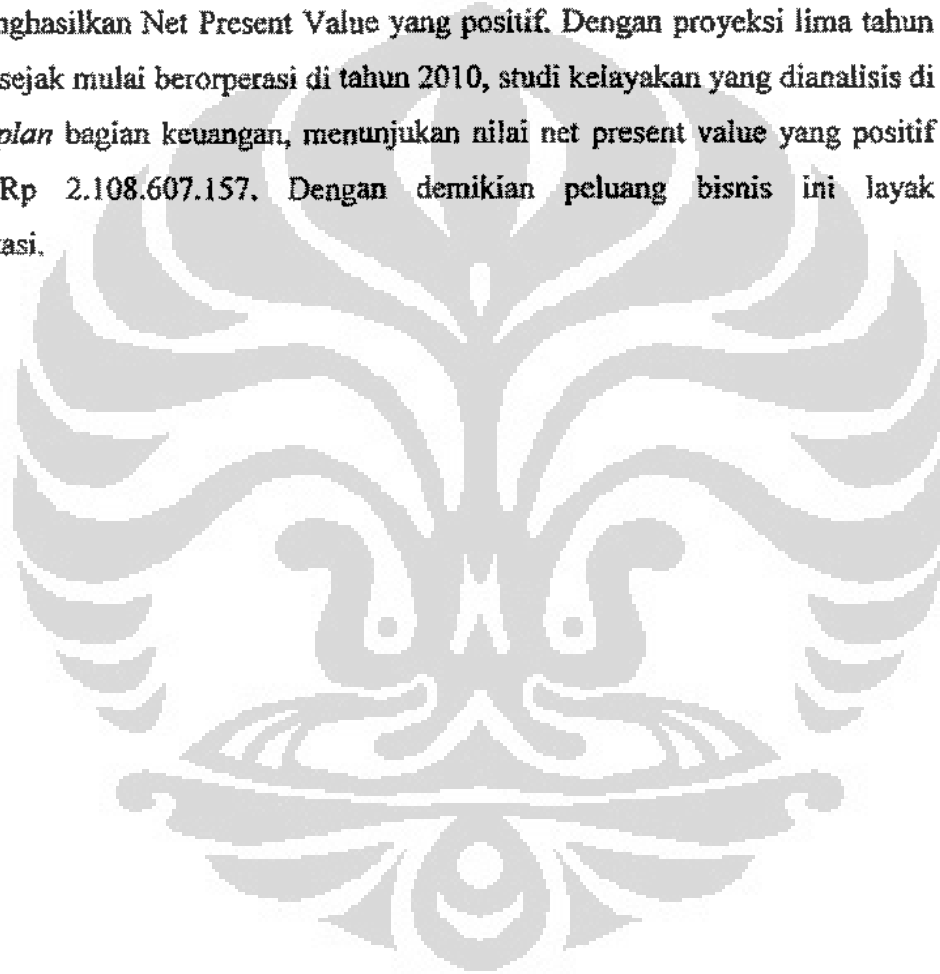 nghasilkan Net Present Value yang positif. Dengan proyeksi lima tahun
sejak mulai berorperasi di tahun 2010, studi kelayakan yang dianalisis di
plan bagian keuangan, menunjukan nilai net present value yang positif
Rp 2.108.607.157. Dengan demikian peluang bisnis ini layak
asi.